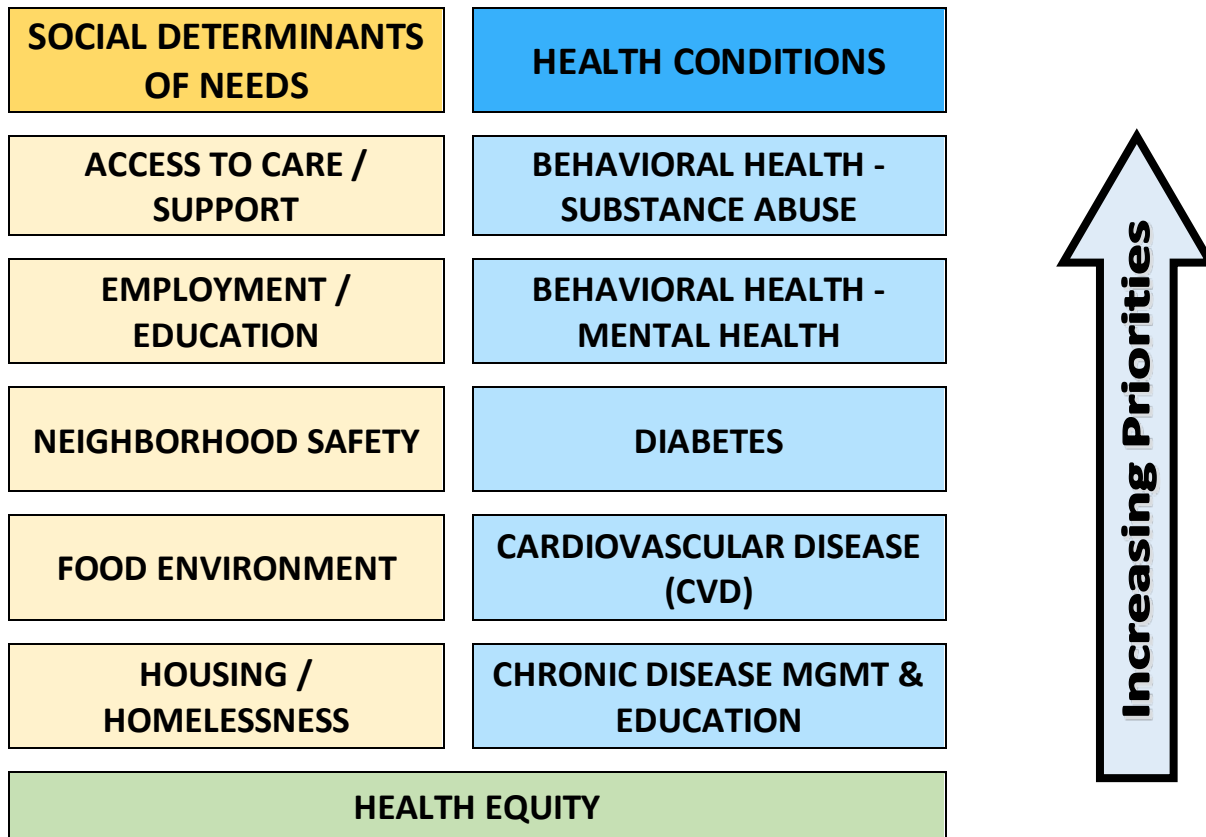 SOCIAL DETERMINANTS
OF NEEDS
HEALTH CONDITIONS
ACCESS TO CARE /
SUPPORT
BEHAVIORAL HEALTH -
SUBSTANCE ABUSE
EMPLOYMENT /
EDUCATION
BEHAVIORAL HEALTH -
MENTAL HEALTH
NEIGHBORHOOD SAFETY
DIABETES
FOOD ENVIRONMENT
CARDIOVASCULAR DISEASE
(CVD)
HOUSING /
HOMELESSNESS
CHRONIC DISEASE MGMT &
EDUCATION
HEALTH EQUITY
Increasing Priorities